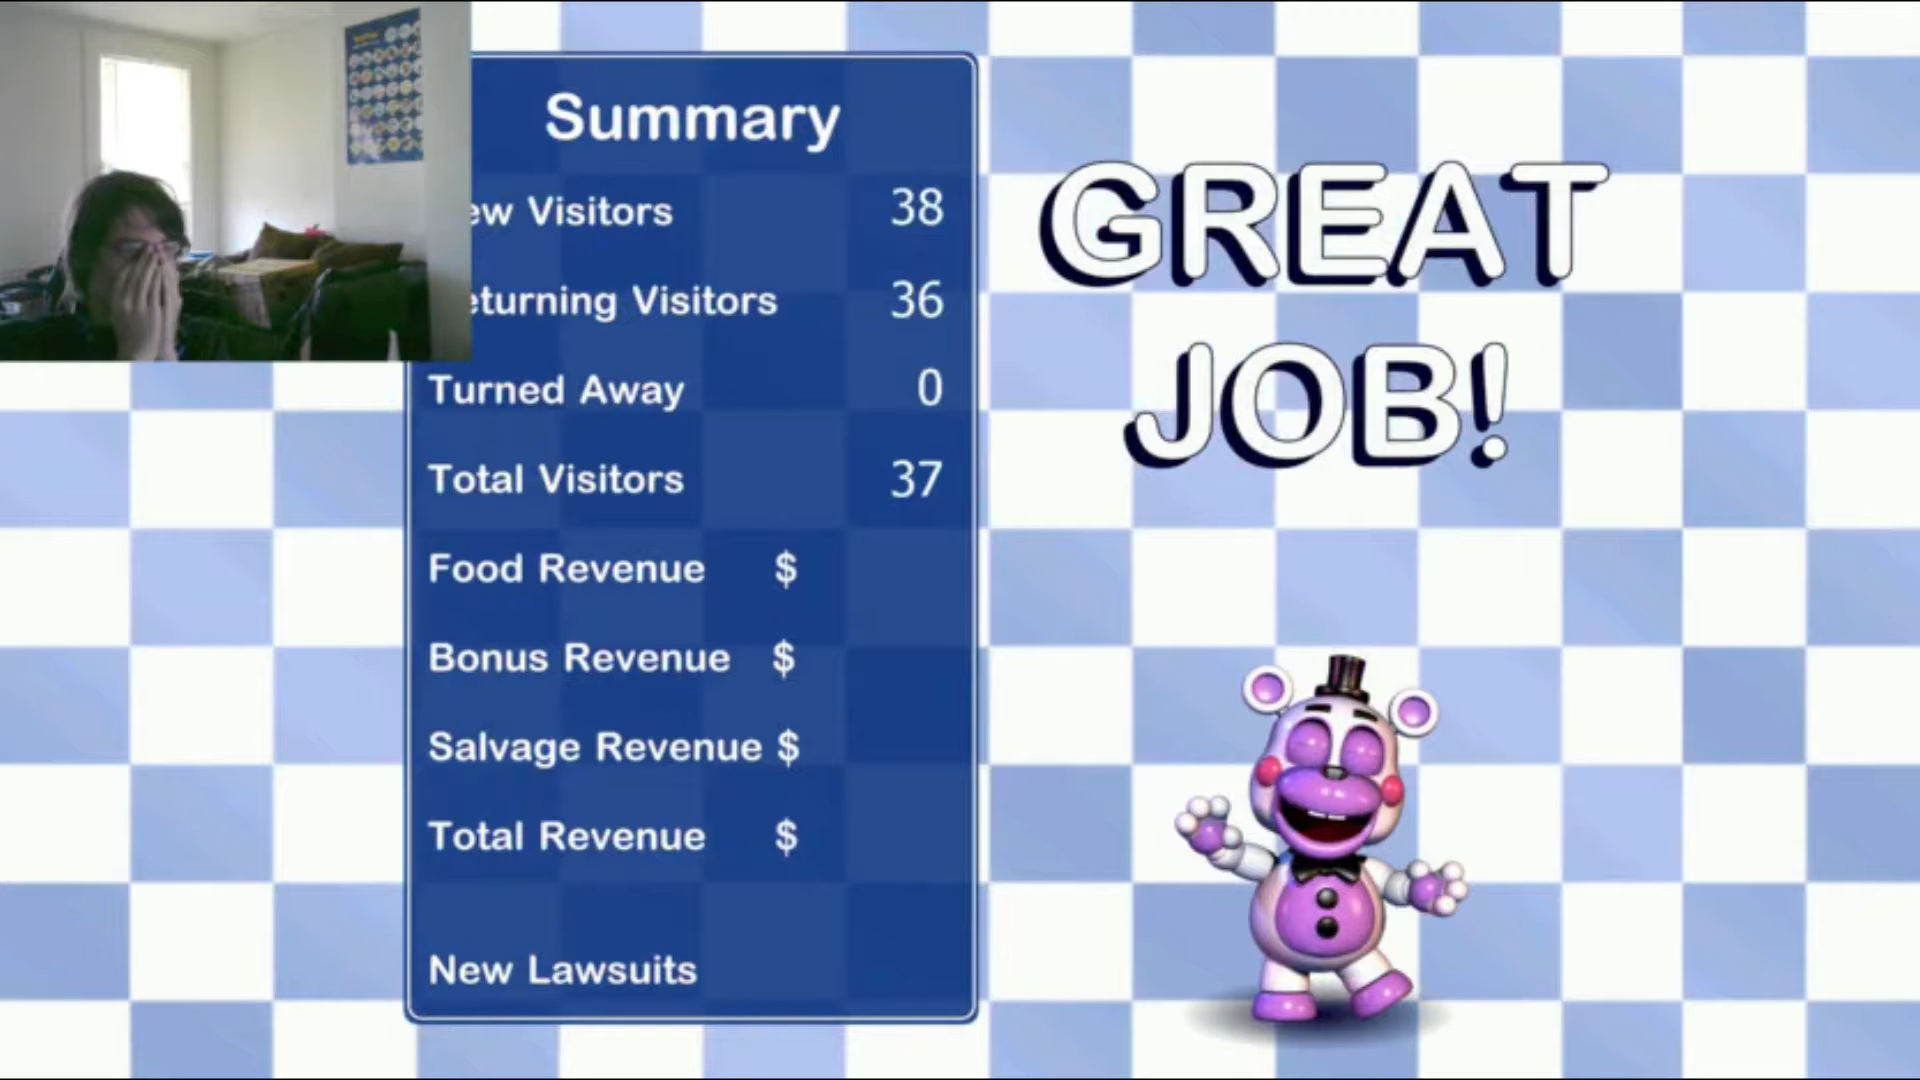 Summary
ew Visitors 38
eturning Visitors 36
Turned Away 0
Total Visitors 37
Food Revenue $
Bonus Revenue $
Salvage Revenue $
Total Revenue $
New Lawsuits
GREAT
JOB!